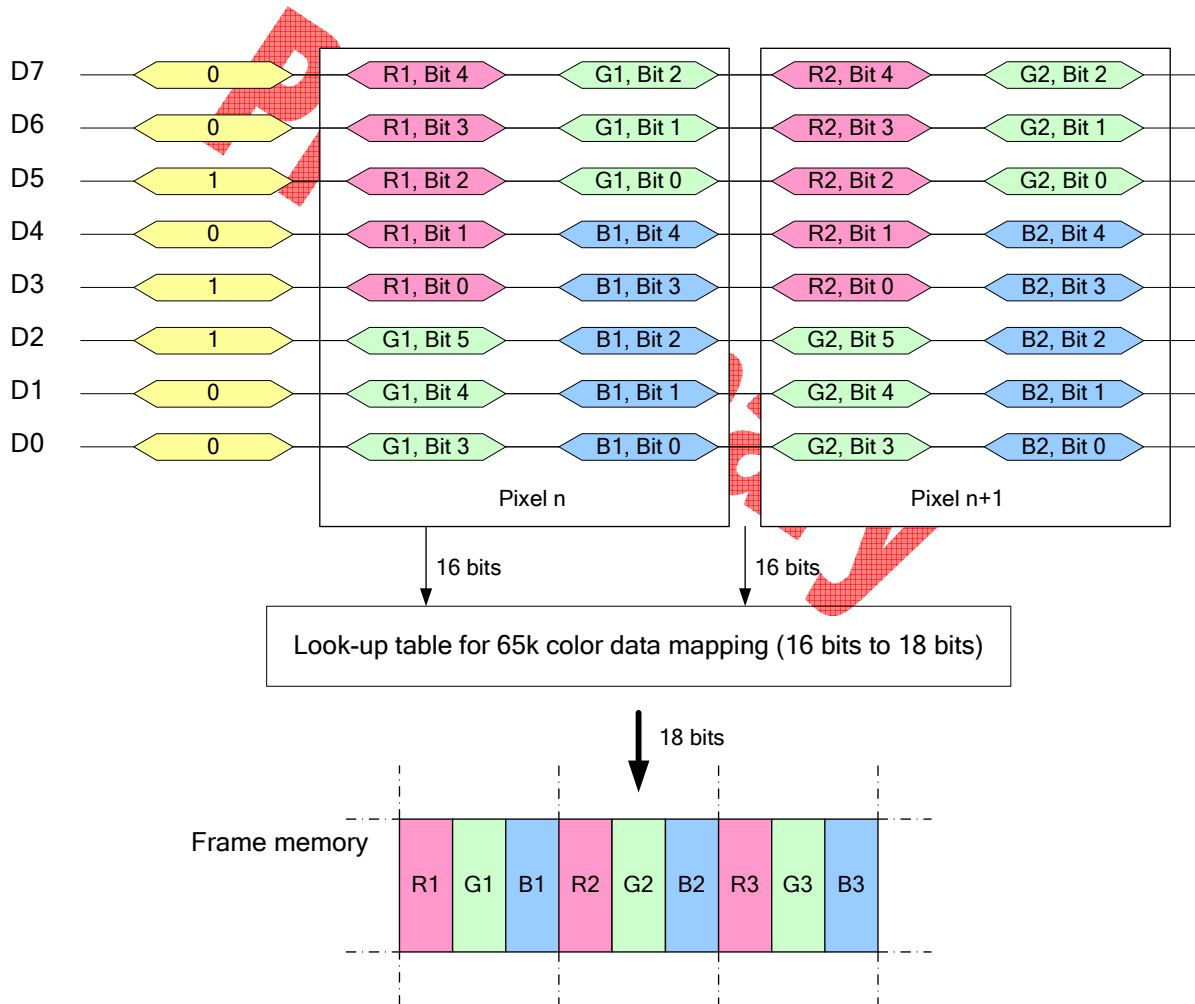 D7 0 R1, Bit 4 G1, Bit 2 R2, Bit 4 G2, Bit 2
D6 0 R1, Bit 3 G1, Bit 1 R2, Bit 3 G2, Bit 1
D5 1 R1, Bit 2 G1, Bit 0 R2, Bit 2 G2, Bit 0
D4 0 R1, Bit 1 B1, Bit 4 R2, Bit 1 B2, Bit 4
D3 1 R1, Bit 0 B1, Bit 3 R2, Bit 0 B2, Bit 3
D2 1 G1, Bit 5 B1, Bit 2 G2, Bit 5 B2, Bit 2
D1 0 G1, Bit 4 B1, Bit 1 G2, Bit 4 B2, Bit 1
D0 0 G1, Bit 3 B1, Bit 0 G2, Bit 3 B2, Bit 0
Pixel n Pixel n+1
16 bits 16 bits
Look-up table for 65k color data mapping (16 bits to 18 bits)
18 bits
Frame memory
R1 G1 B1 R2 G2 B2 R3 G3 B3